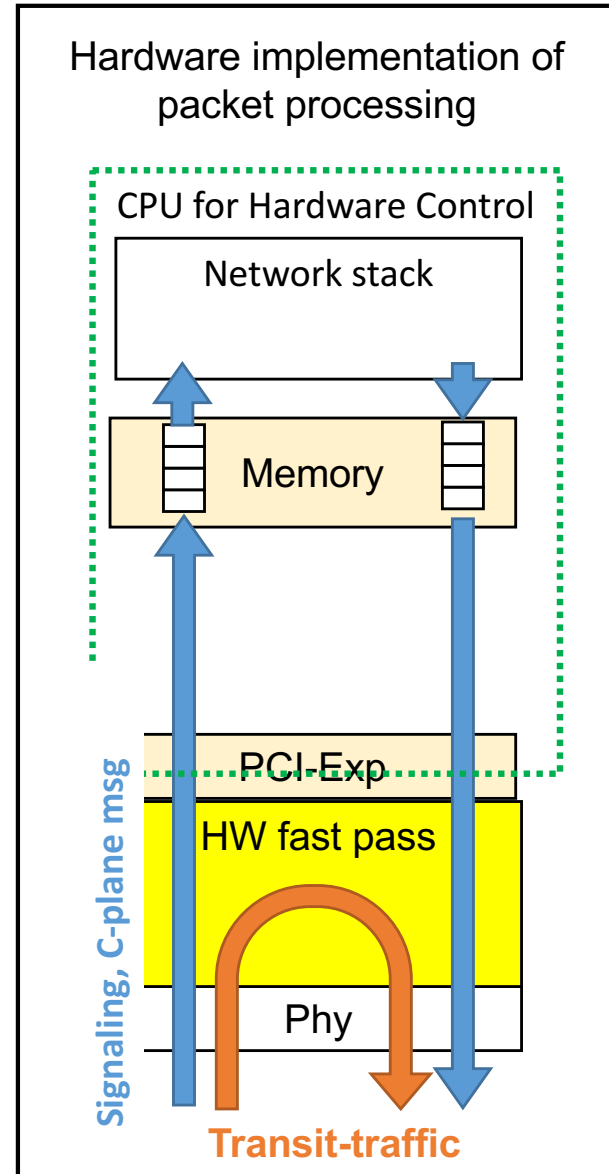 Hardware implementation of
packet processing
CPU for Hardware Control
Network stack
Memory
PCI-Exp
HW fast pass
Phy
Signaling, C-plane msg
Transit-traffic